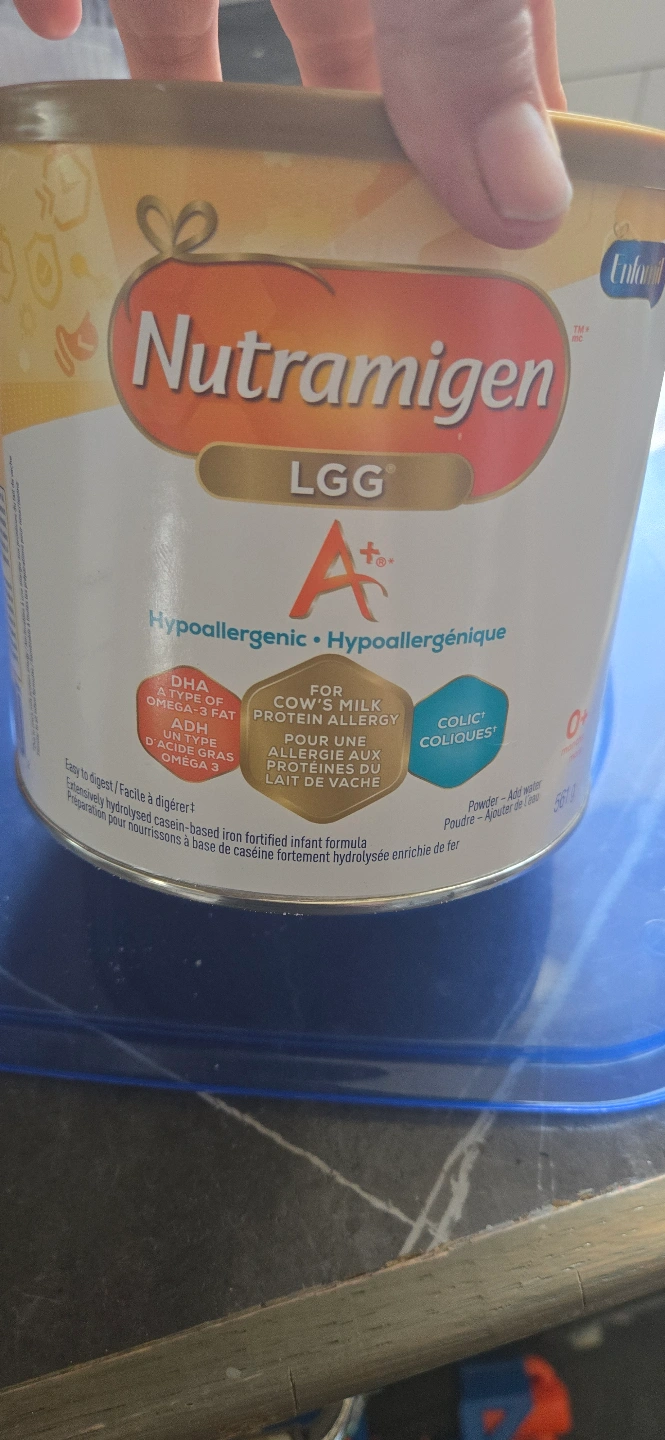 Enfamil
Nutramigen
TM*
MC
LGG®
A+®*
Hypoallergenic • Hypoallergénique
DHA
A TYPE OF
OMEGA-3 FAT
ADH
UN TYPE
D'ACIDE GRAS
OMÉGA 3
FOR
COW'S MILK
PROTEIN ALLERGY
POUR UNE
ALLERGIE AUX
PROTÉINES DU
LAIT DE VACHE
COLIC†
COLIQUES†
0+
Easy to digest / Facile à digérer‡
Extensively hydrolysed casein-based iron fortified infant formula
Préparation pour nourrissons à base de caséine fortement hydrolysée enrichie de fer
Powder – Add water
Poudre – Ajouter de l'eau
561 g